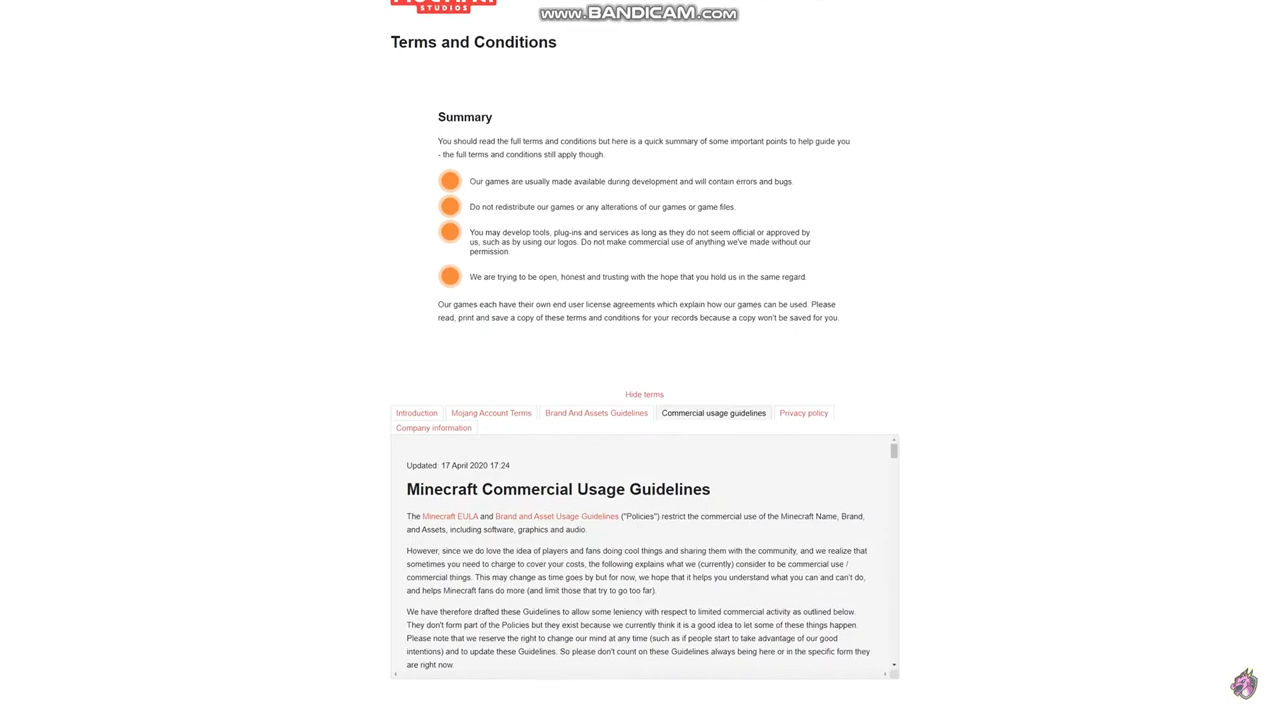 STUDIOS
www.BANDICAM.com
Terms and Conditions
Summary
You should read the full terms and conditions but here is a quick summary of some important points to help guide you
- the full terms and conditions still apply though.
Our games are usually made available during development and will contain errors and bugs.
Do not redistribute our games or any alterations of our games or game files.
You may develop tools, plug-ins and services as long as they do not seem official or approved by
us, such as by using our logos. Do not make commercial use of anything we've made without our
permission.
We are trying to be open, honest and trusting with the hope that you hold us in the same regard.
Our games each have their own end user license agreements which explain how our games can be used. Please
read, print and save a copy of these terms and conditions for your records because a copy won't be saved for you.
Hide terms
Introduction Mojang Account Terms Brand And Assets Guidelines Commercial usage guidelines Privacy policy
Company information
Updated: 17 April 2020 17:24
Minecraft Commercial Usage Guidelines
The Minecraft EULA and Brand and Asset Usage Guidelines ("Policies") restrict the commercial use of the Minecraft Name, Brand,
and Assets, including software, graphics and audio.
However, since we do love the idea of players and fans doing cool things and sharing them with the community, and we realize that
sometimes you need to charge to cover your costs, the following explains what we (currently) consider to be commercial use /
commercial things. This may change as time goes by but for now, we hope that it helps you understand what you can and can't do,
and helps Minecraft fans do more (and limit those that try to go too far).
We have therefore drafted these Guidelines to allow some leniency with respect to limited commercial activity as outlined below.
They don't form part of the Policies but they exist because we currently think it is a good idea to let some of these things happen.
Please note that we reserve the right to change our mind at any time (such as if people start to take advantage of our good
intentions) and to update these Guidelines. So please don't count on these Guidelines always being here or in the specific form they
are right now.